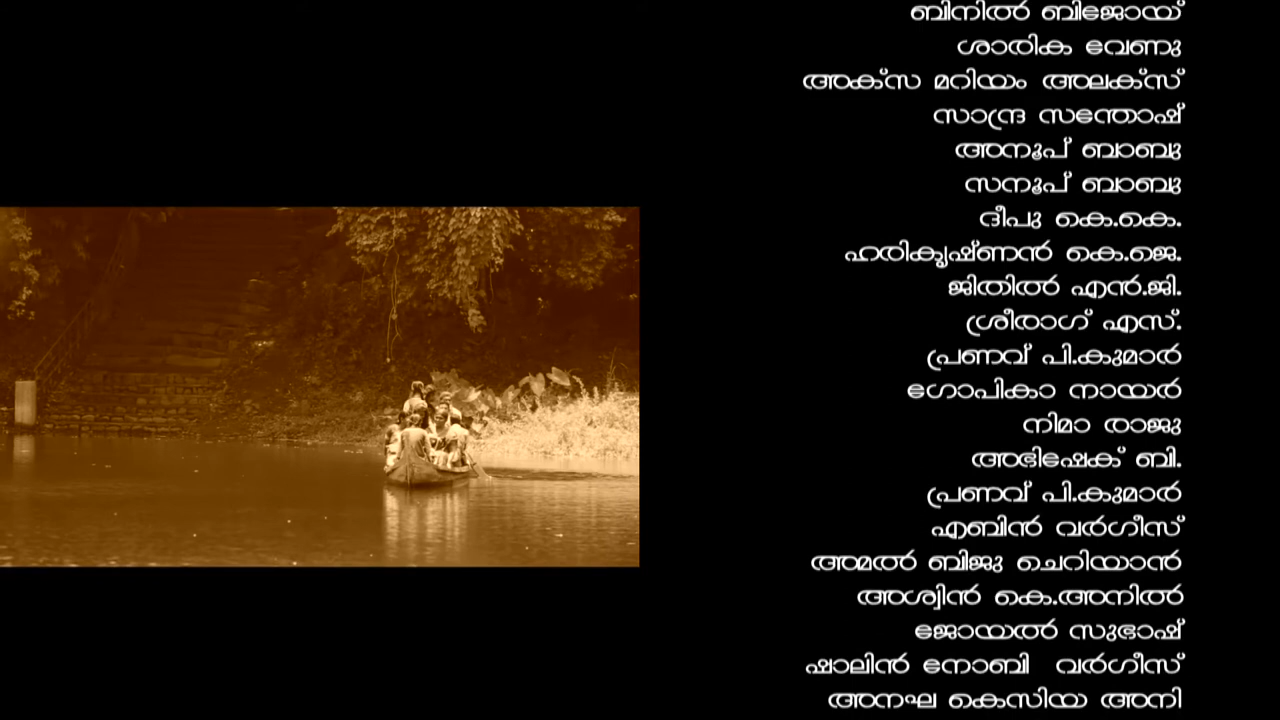 ബിനിൽ ബിജോയ്
ശാരിക വേണു
അക്സ മറിയം അലക്സ്
സാന്ദ്ര സന്തോഷ്
അനൂപ് ബാബു
സനൂപ് ബാബു
ദീപു കെ.കെ.
ഹരികൃഷ്ണൻ കെ.ജെ.
ജിതിൽ എൻ.ജി.
ശ്രീരാഗ് എസ്.
പ്രണവ് പി.കുമാർ
ഗോപികാ നായർ
നിമാ രാജു
അഭിഷേക് ബി.
പ്രണവ് പി.കുമാർ
എബിൻ വർഗീസ്
അമൽ ബിജു ചെറിയാൻ
അശ്വിൻ കെ.അനിൽ
ജോയൽ സുഭാഷ്
ഷാലിൻ നോബി വർഗീസ്
അനഘ കെസിയ അനി